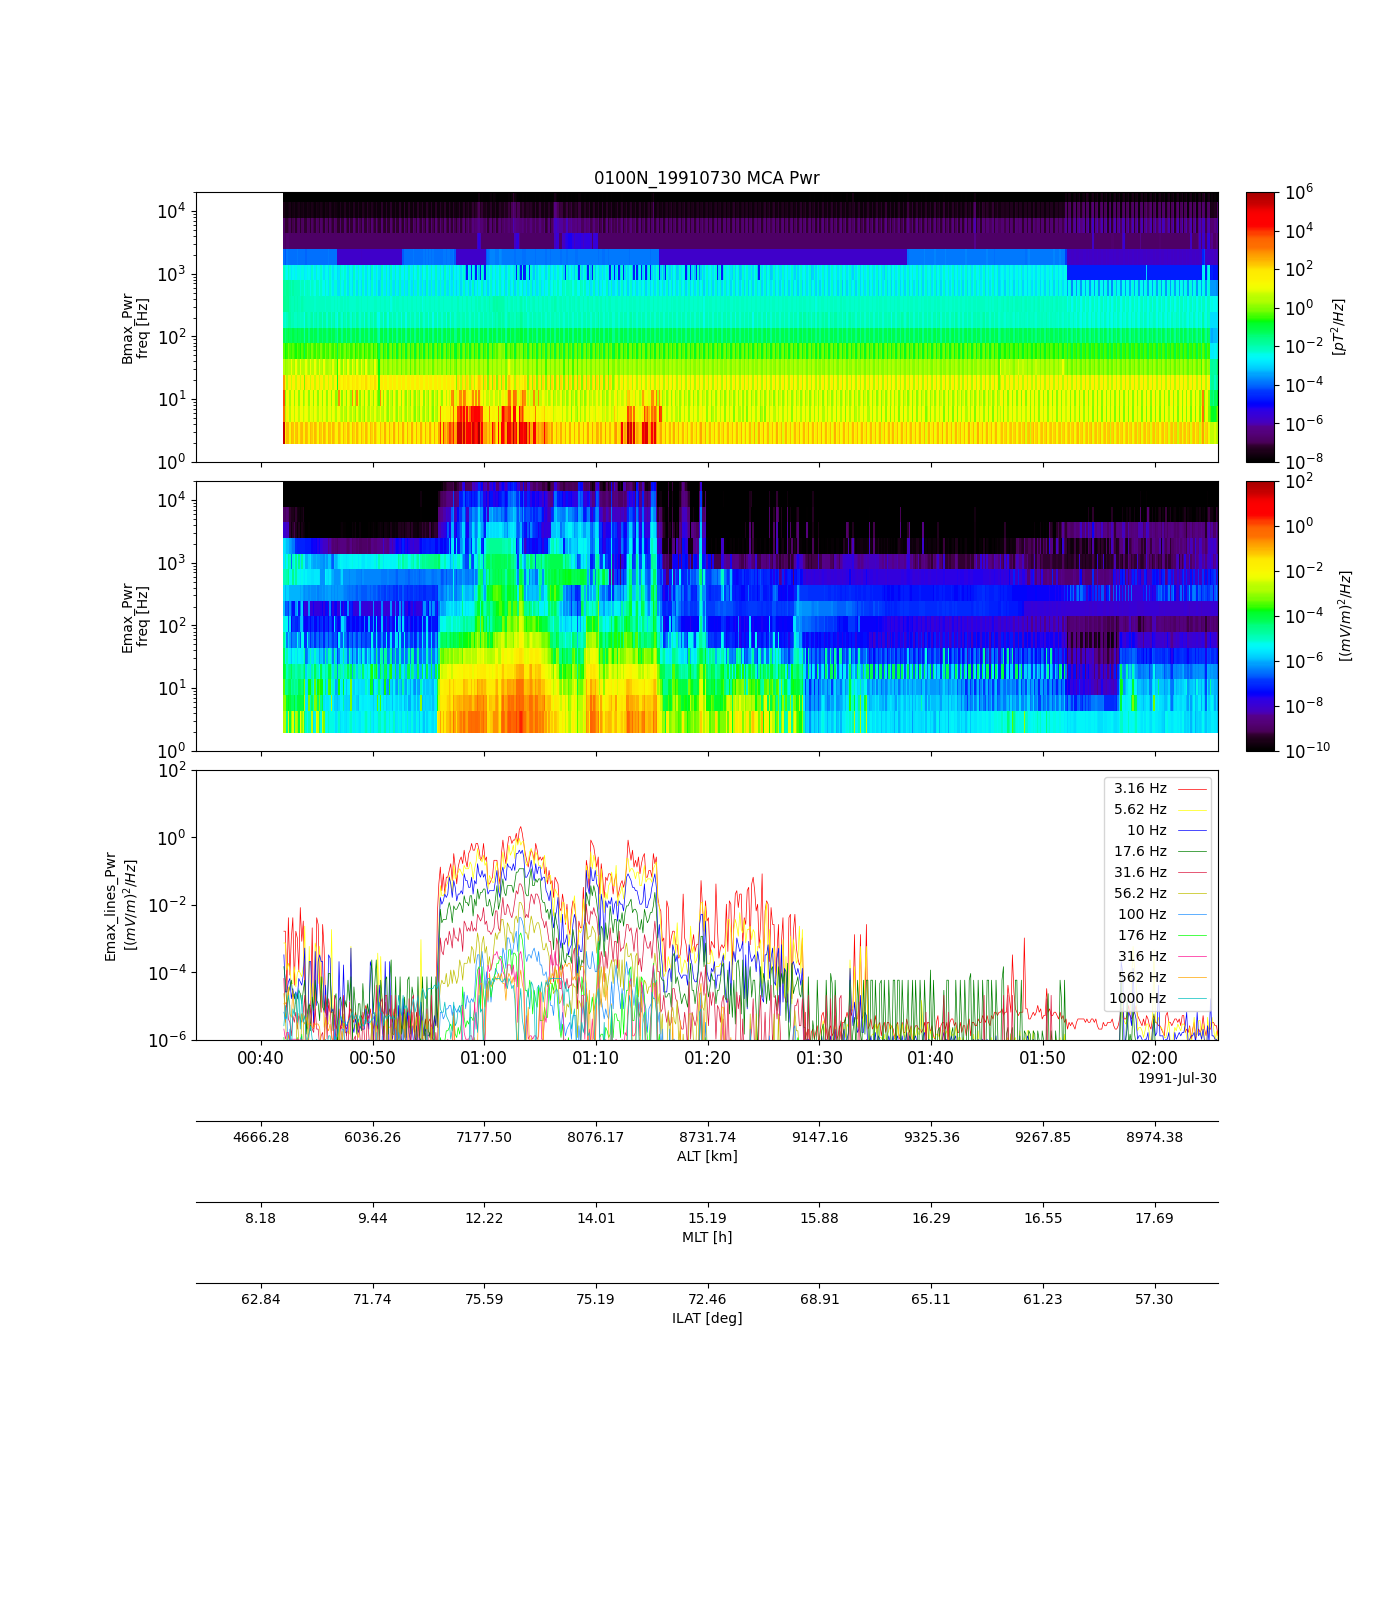 0100N_19910730 MCA Pwr
10^4
10^3
10^2
10^1
10^0
Bmax_Pwr
freq [Hz]
10^6
10^4
10^2
10^0
10^−2
10^−4
10^−6
10^−8
[pT^2/Hz]
10^4
10^3
10^2
10^1
10^0
Emax_Pwr
freq [Hz]
10^2
10^0
10^−2
10^−4
10^−6
10^−8
10^−10
[(mV/m)^2/Hz]
10^2
10^0
10^−2
10^−4
10^−6
Emax_lines_Pwr
[(mV/m)^2/Hz]
3.16 Hz
5.62 Hz
10 Hz
17.6 Hz
31.6 Hz
56.2 Hz
100 Hz
176 Hz
316 Hz
562 Hz
1000 Hz
00:40 00:50 01:00 01:10 01:20 01:30 01:40 01:50 02:00
1991-Jul-30
4666.28 6036.26 7177.50 8076.17 8731.74 9147.16 9325.36 9267.85 8974.38
ALT [km]
8.18 9.44 12.22 14.01 15.19 15.88 16.29 16.55 17.69
MLT [h]
62.84 71.74 75.59 75.19 72.46 68.91 65.11 61.23 57.30
ILAT [deg]